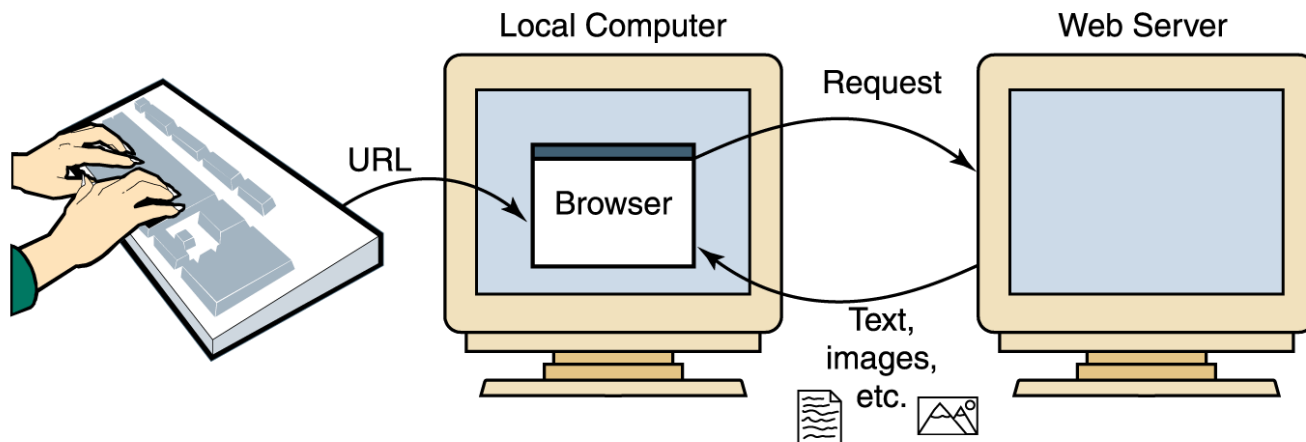 Local Computer
Web Server
Request
URL
Browser
Text,
images,
etc.